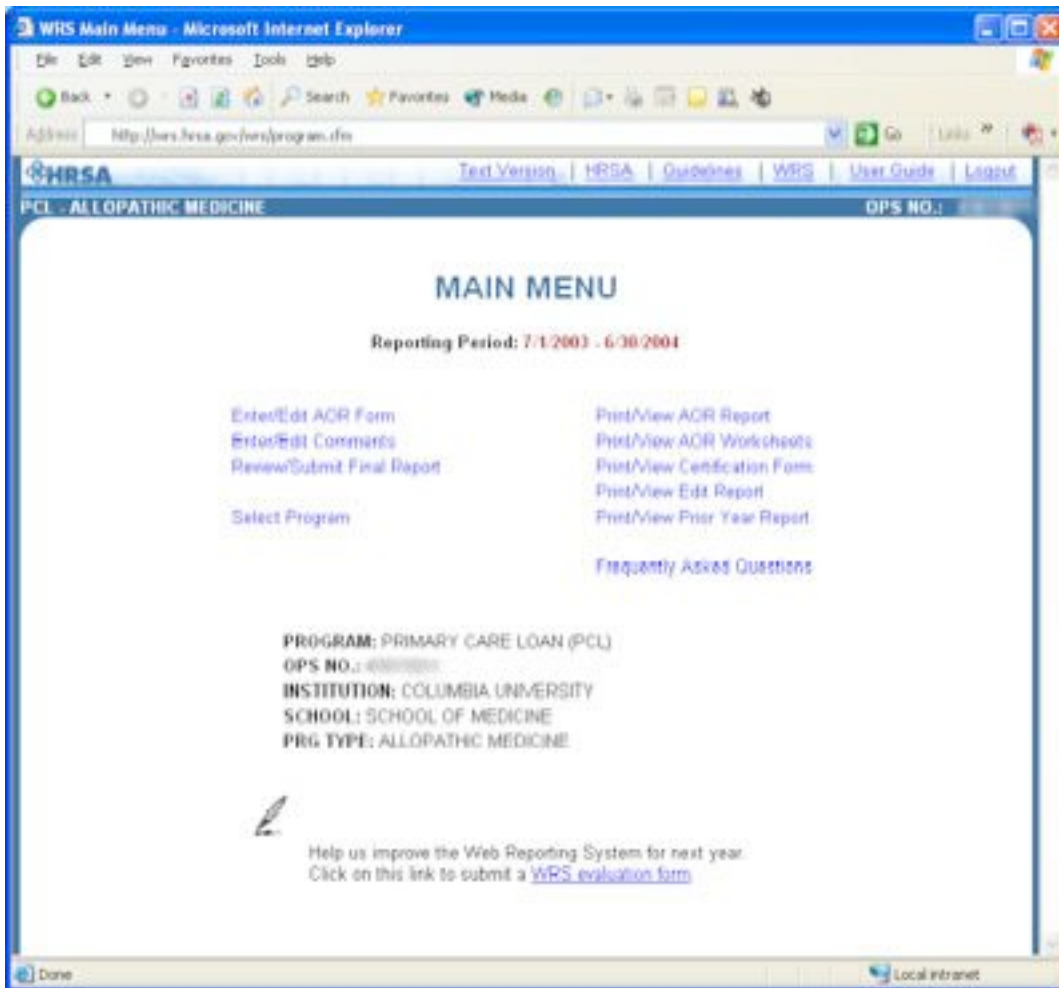 WRS Main Menu - Microsoft Internet Explorer
File Edit View Favorites Tools Help
Back Search Favorites Media
Address http://wrs.hrsa.gov/wrs/program.cfm Go Links
HRSA Text Version | HRSA | Guidelines | WRS | User Guide | Logout
PCL - ALLOPATHIC MEDICINE OPS NO.:
MAIN MENU
Reporting Period: 7/1/2003 - 6/30/2004
Enter/Edit AOR Form Print/View AOR Report
Enter/Edit Comments Print/View AOR Worksheets
Review/Submit Final Report Print/View Certification Form
Print/View Edit Report
Select Program Print/View Prior Year Report
Frequently Asked Questions
PROGRAM: PRIMARY CARE LOAN (PCL)
OPS NO.:
INSTITUTION: COLUMBIA UNIVERSITY
SCHOOL: SCHOOL OF MEDICINE
PRG TYPE: ALLOPATHIC MEDICINE
Help us improve the Web Reporting System for next year.
Click on this link to submit a WRS evaluation form
Done Local intranet